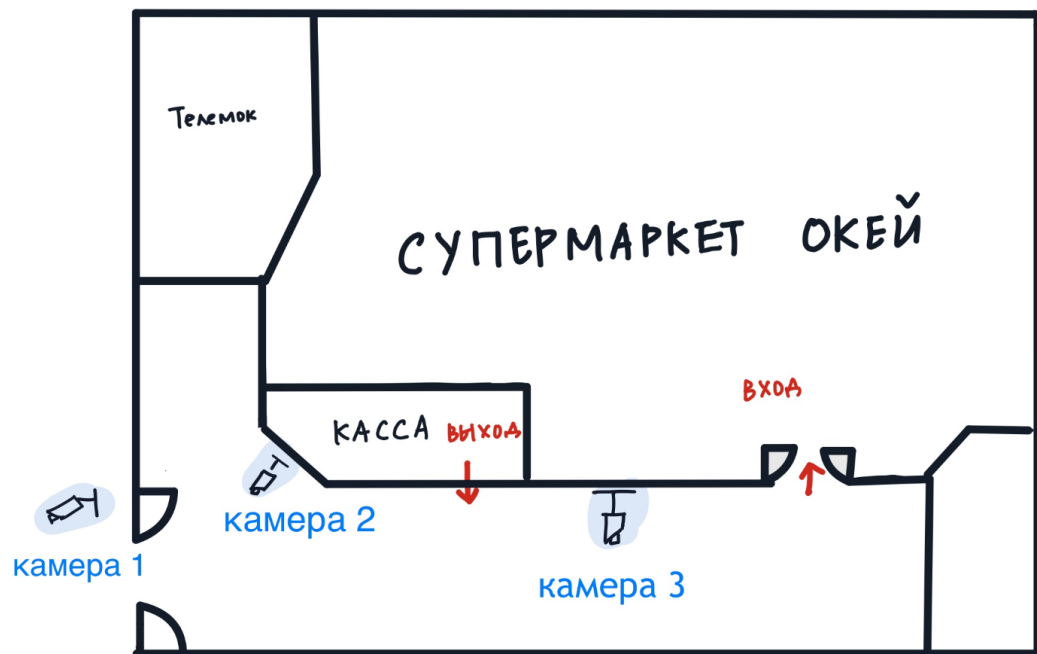 Телемок
СУПЕРМАРКЕТ ОКЕЙ
ВХОД
КАССА ВЫХОД
камера 2
камера 1
камера 3